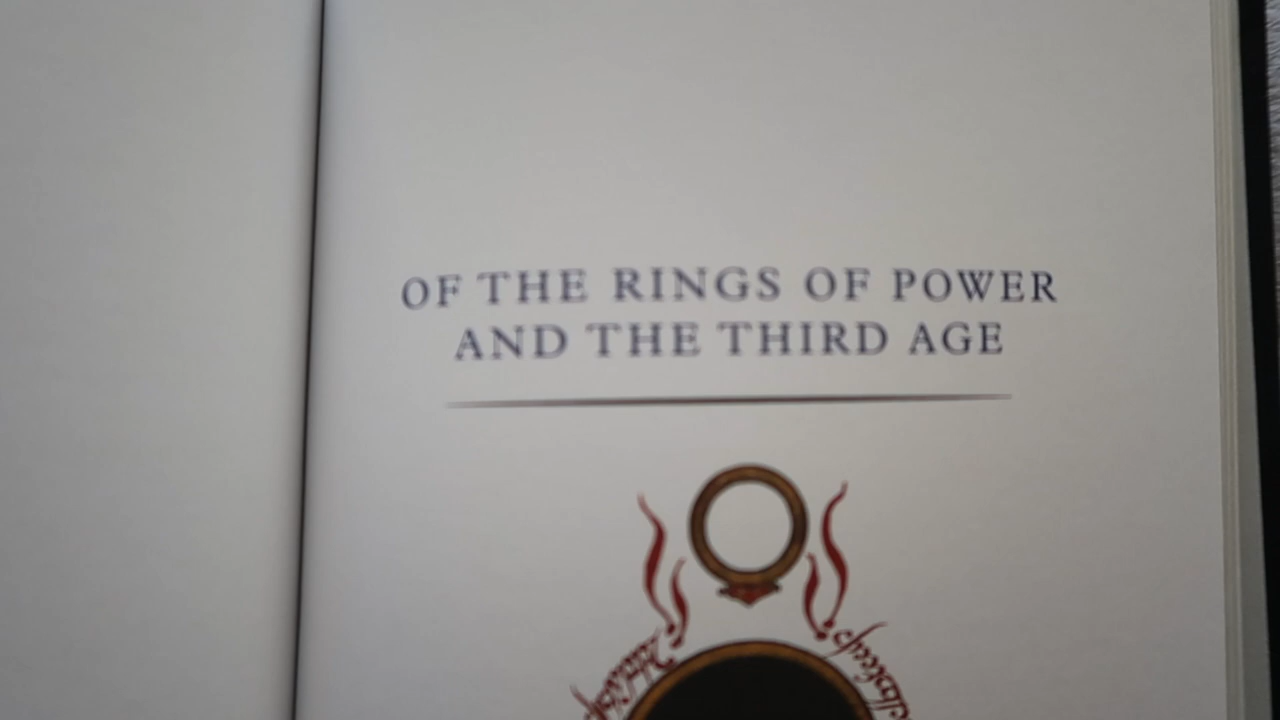 OF THE RINGS OF POWER
AND THE THIRD AGE